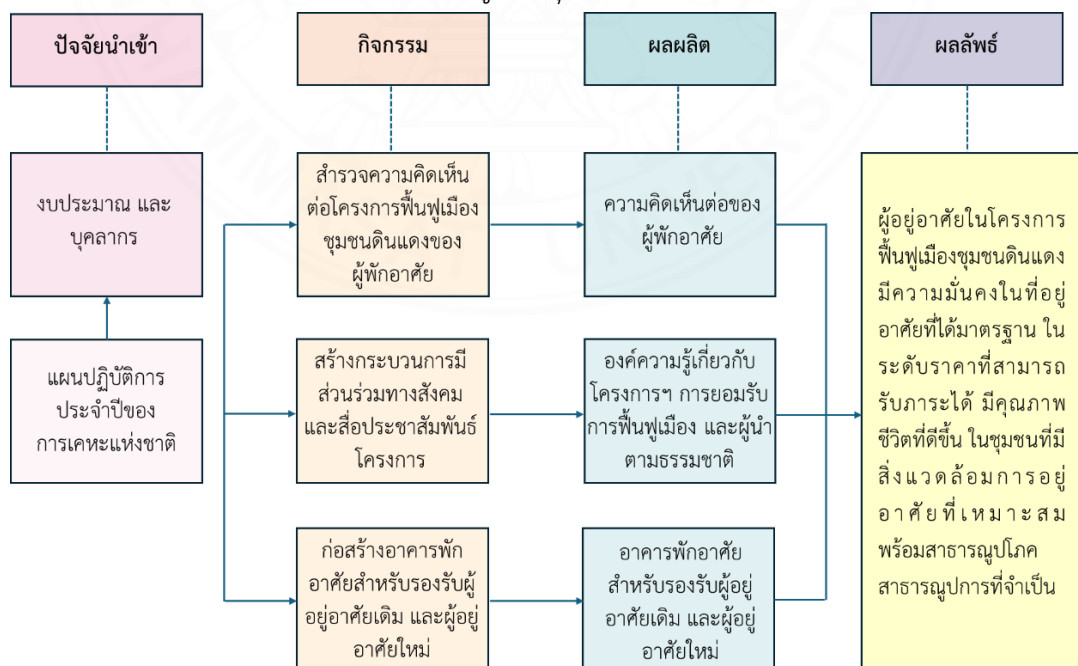 ปัจจัยนำเข้า
กิจกรรม
ผลผลิต
ผลลัพธ์
งบประมาณ และ
บุคลากร
แผนปฏิบัติการ
ประจำปีของ
การเคหะแห่งชาติ
สำรวจความคิดเห็น
ต่อโครงการฟื้นฟูเมือง
ชุมชนดินแดงของ
ผู้พักอาศัย
ความคิดเห็นต่อของ
ผู้พักอาศัย
สร้างกระบวนการมี
ส่วนร่วมทางสังคม
และสื่อประชาสัมพันธ์
โครงการ
องค์ความรู้เกี่ยวกับ
โครงการฯ การยอมรับ
การฟื้นฟูเมือง และผู้นำ
ตามธรรมชาติ
ก่อสร้างอาคารพัก
อาศัยสำหรับรองรับผู้
อยู่อาศัยเดิม และผู้อยู่
อาศัยใหม่
อาคารพักอาศัย
สำหรับรองรับผู้อยู่
อาศัยเดิม และผู้อยู่
อาศัยใหม่
ผู้อยู่อาศัยในโครงการ
ฟื้นฟูเมืองชุมชนดินแดง
มีความมั่นคงในที่อยู่
อาศัยที่ได้มาตรฐาน ใน
ระดับราคาที่สามารถ
รับภาระได้ มีคุณภาพ
ชีวิตที่ดีขึ้น ในชุมชนที่มี
สิ่งแวดล้อมการอยู่
อาศัยที่เหมาะสม
พร้อมสาธารณูปโภค
สาธารณูปการที่จำเป็น